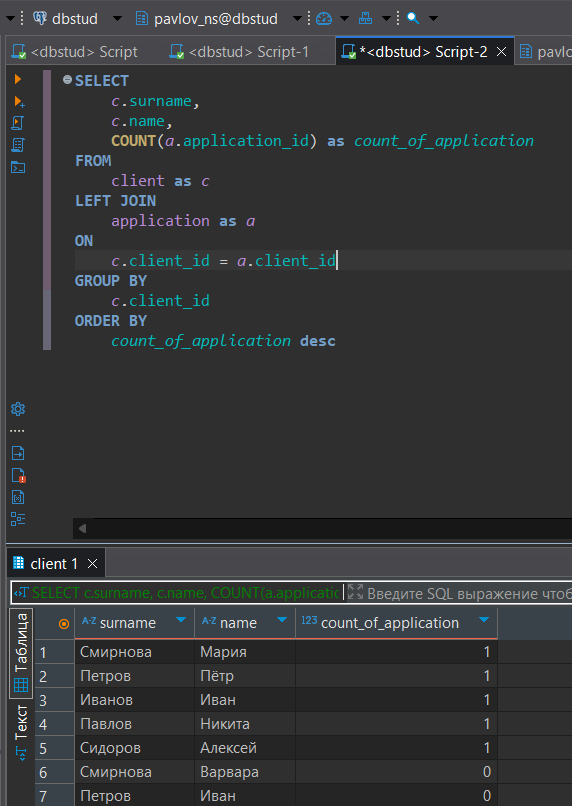 dbstud pavlov_ns@dbstud
<dbstud> Script <dbstud> Script-1 *<dbstud> Script-2 pavlo
SELECT
c.surname,
c.name,
COUNT(a.application_id) as count_of_application
FROM
client as c
LEFT JOIN
application as a
ON
c.client_id = a.client_id
GROUP BY
c.client_id
ORDER BY
count_of_application desc
client 1
SELECT c.surname, c.name, COUNT(a.applicatio Введите SQL выражение чтоб
Таблица
Текст
A-Z surname A-Z name 123 count_of_application
1 Смирнова Мария 1
2 Петров Пётр 1
3 Иванов Иван 1
4 Павлов Никита 1
5 Сидоров Алексей 1
6 Смирнова Варвара 0
7 Петров Иван 0